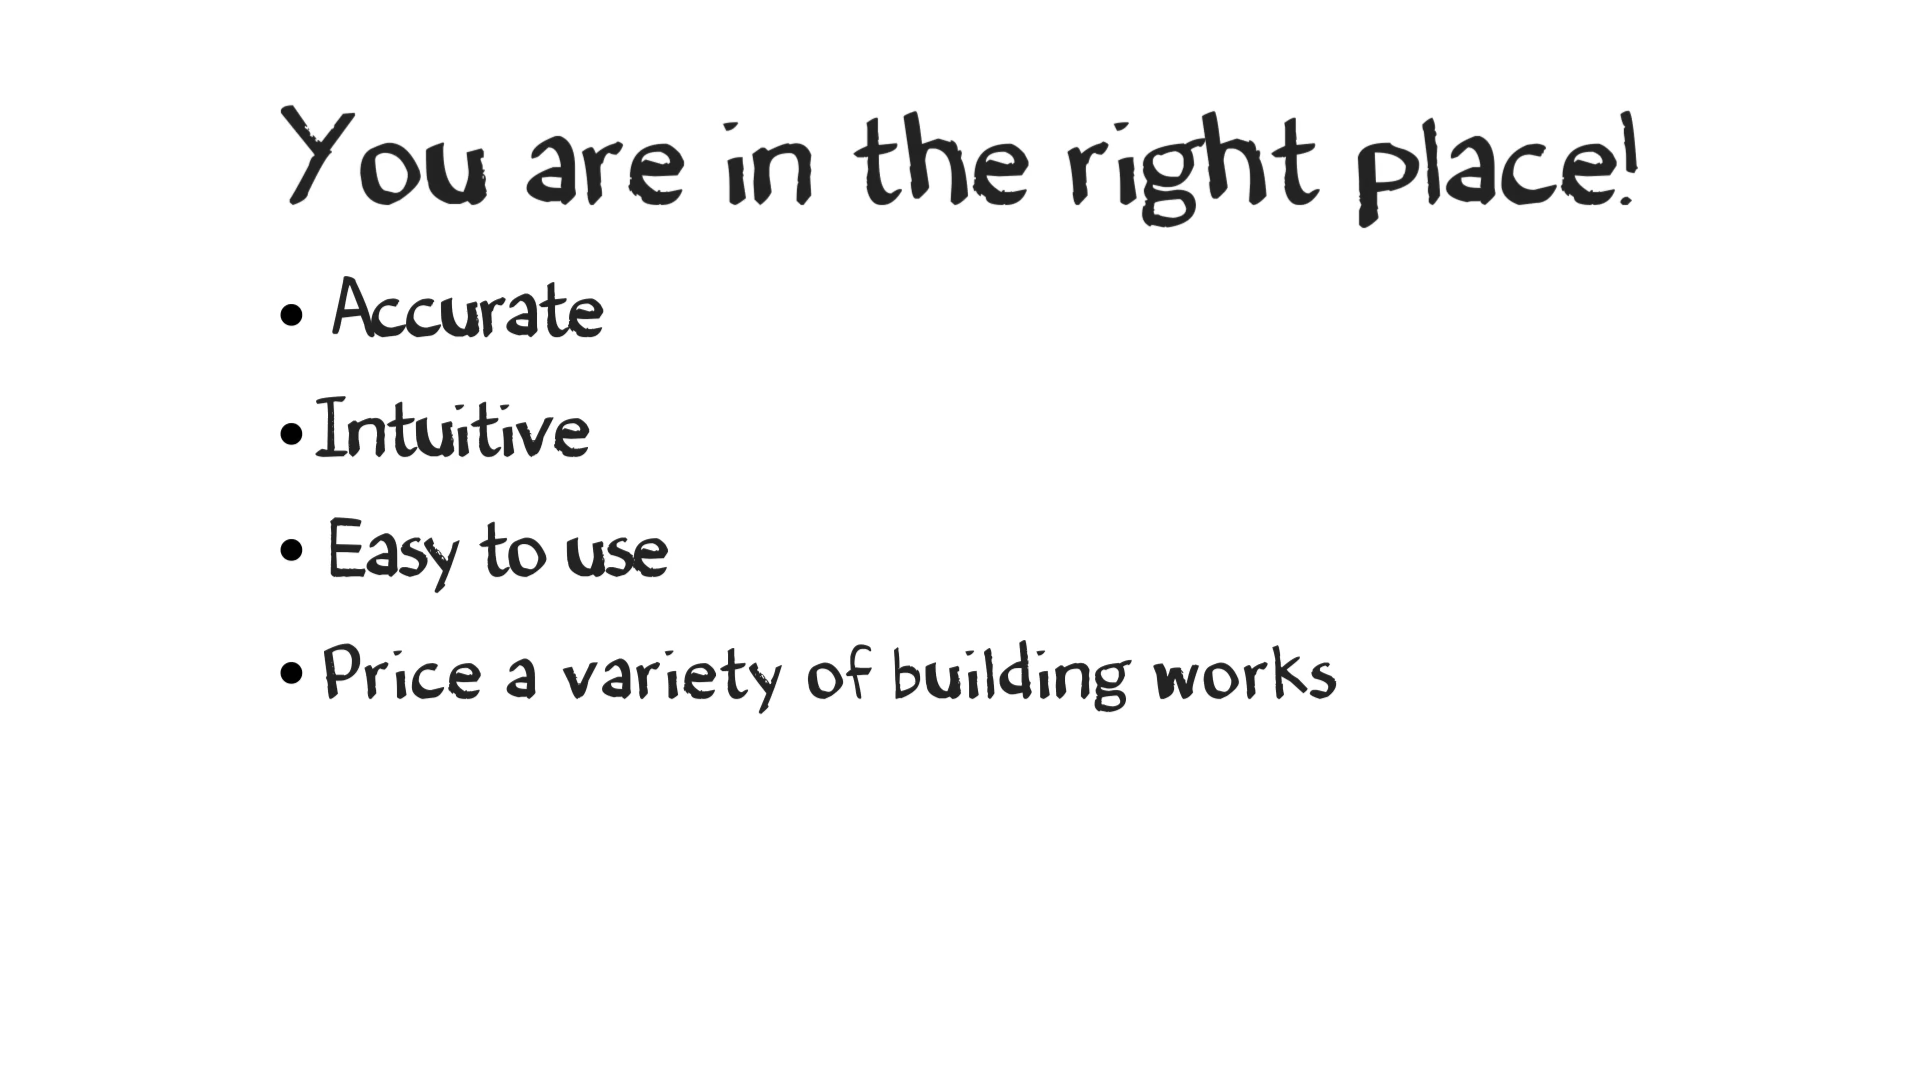 You are in the right place!
• Accurate
• Intuitive
• Easy to use
• Price a variety of building works